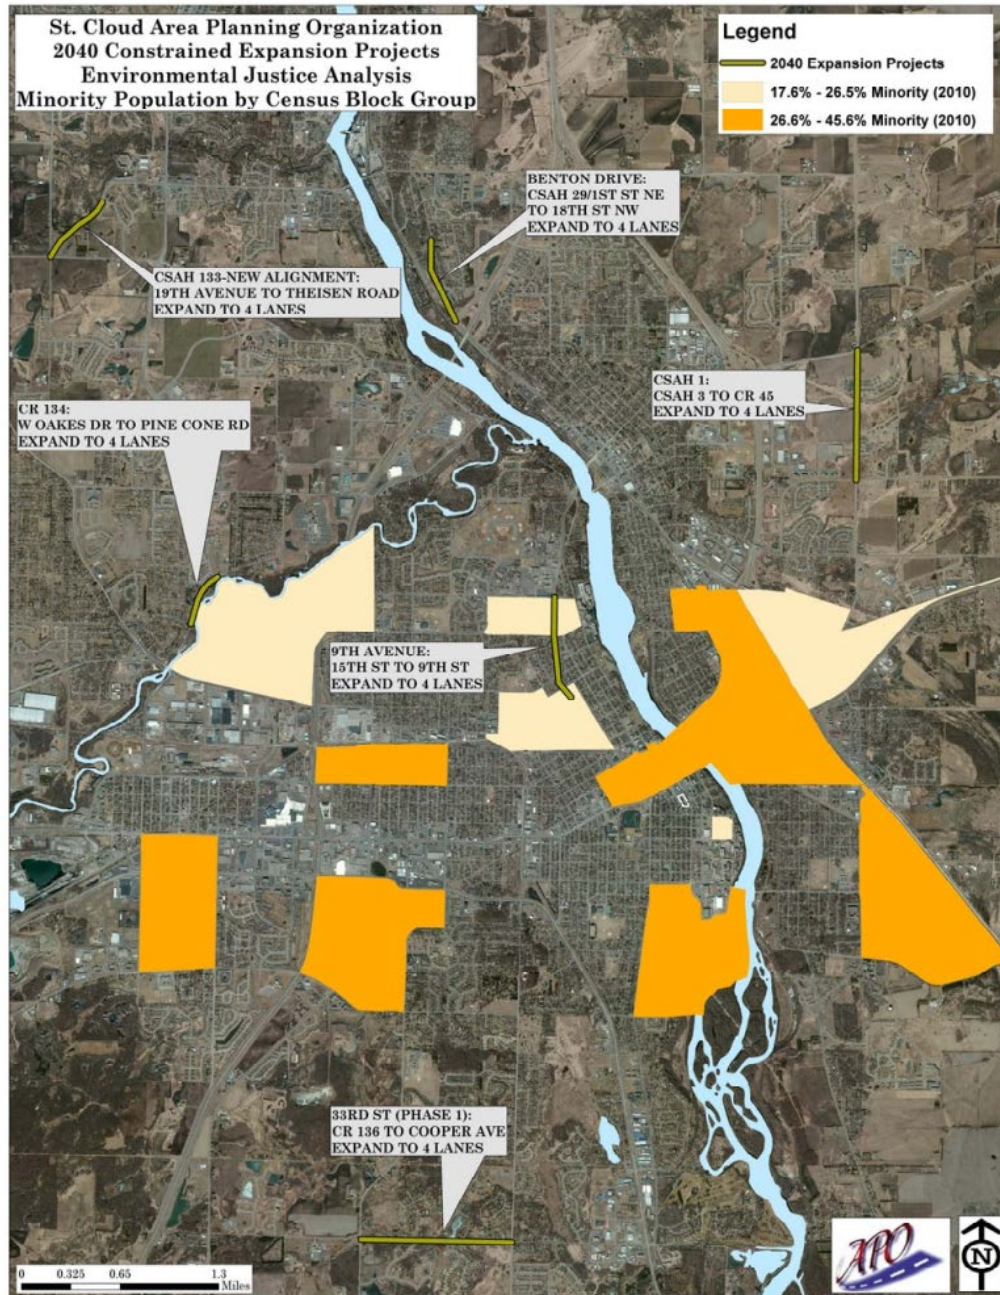 St. Cloud Area Planning Organization
2040 Constrained Expansion Projects
Environmental Justice Analysis
Minority Population by Census Block Group
Legend
2040 Expansion Projects
17.6% - 26.5% Minority (2010)
26.6% - 45.6% Minority (2010)
BENTON DRIVE:
CSAH 29/1ST ST NE
TO 18TH ST NW
EXPAND TO 4 LANES
CSAH 133-NEW ALIGNMENT:
19TH AVENUE TO THEISEN ROAD
EXPAND TO 4 LANES
CSAH 1:
CSAH 3 TO CR 45
EXPAND TO 4 LANES
CR 134:
W OAKES DR TO PINE CONE RD
EXPAND TO 4 LANES
9TH AVENUE:
15TH ST TO 9TH ST
EXPAND TO 4 LANES
33RD ST (PHASE 1):
CR 136 TO COOPER AVE
EXPAND TO 4 LANES
0 0.325 0.65 1.3
Miles
APO
N